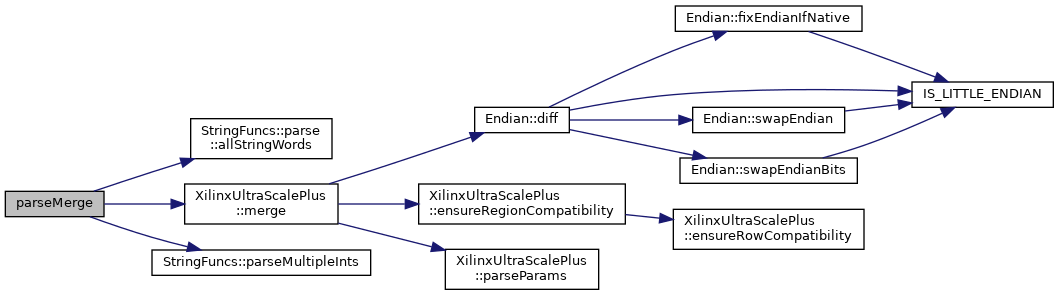 parseMerge
StringFuncs::parse
::allStringWords
XilinxUltraScalePlus
::merge
StringFuncs::parseMultipleInts
Endian::diff
XilinxUltraScalePlus
::ensureRegionCompatibility
XilinxUltraScalePlus
::parseParams
Endian::fixEndianIfNative
Endian::swapEndian
Endian::swapEndianBits
XilinxUltraScalePlus
::ensureRowCompatibility
IS_LITTLE_ENDIAN